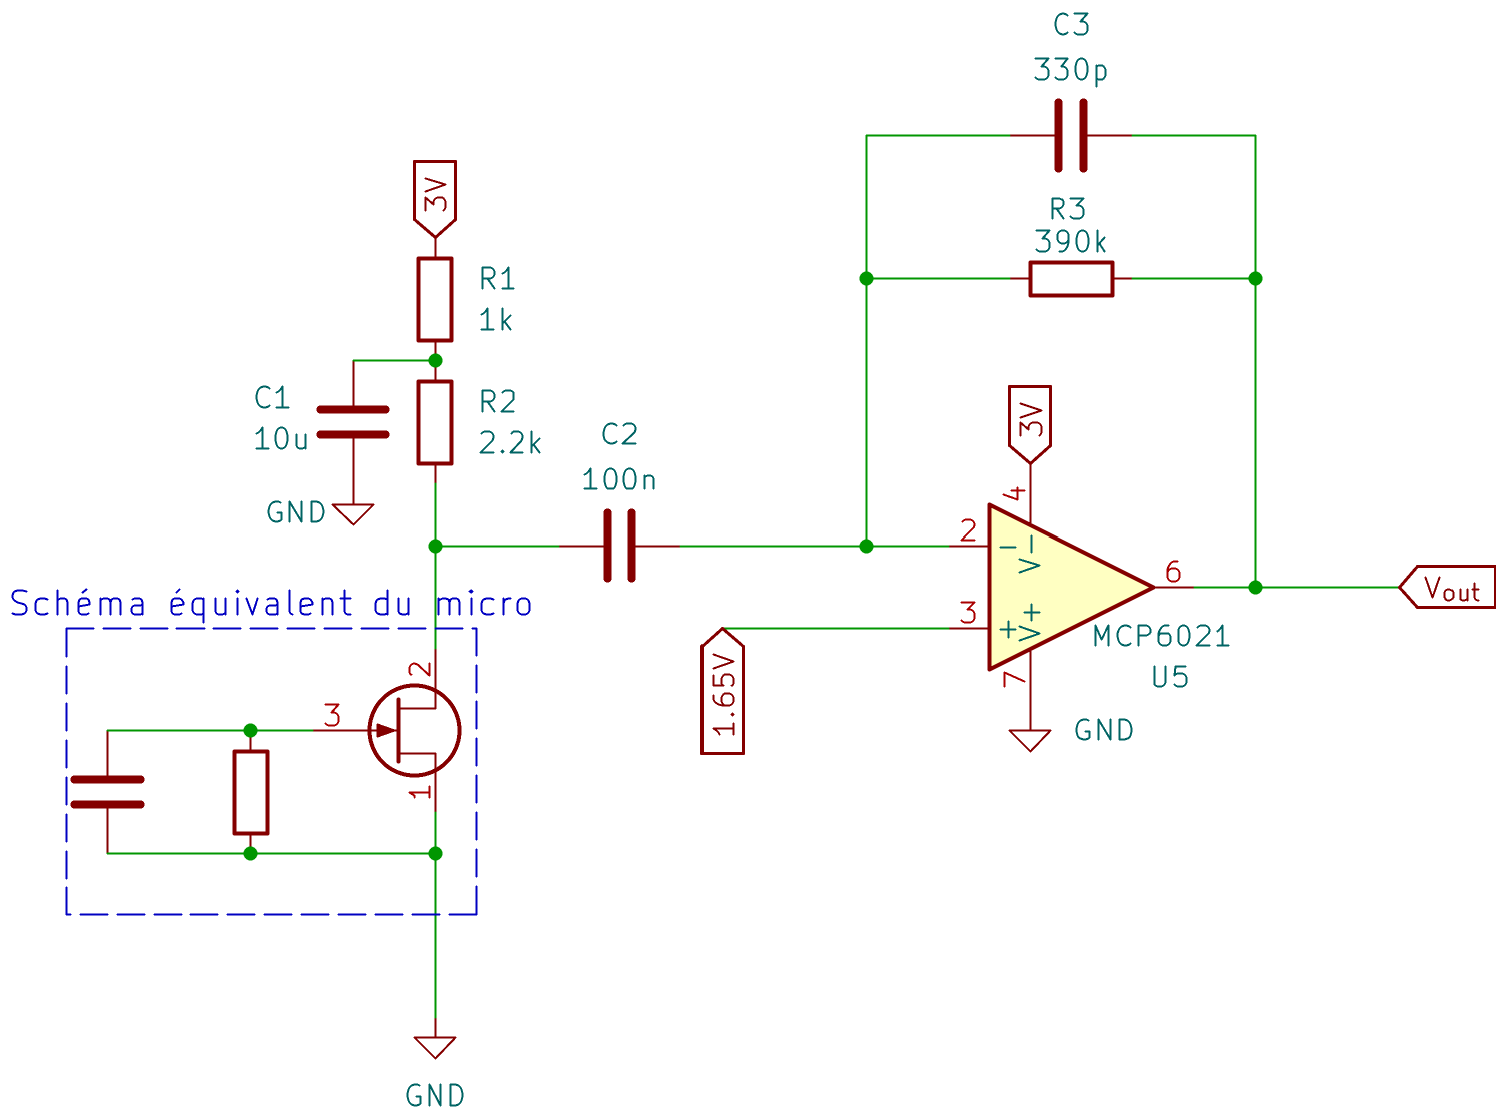 C3
330p
3V
R3
390k
R1
1k
C1
10u
R2
2.2k
3V
C2
100n
GND
4
2
−
V−
6
Vout
Schéma équivalent du micro
3
+
V+
MCP6021
U5
1.65V
2
7
3
GND
1
GND